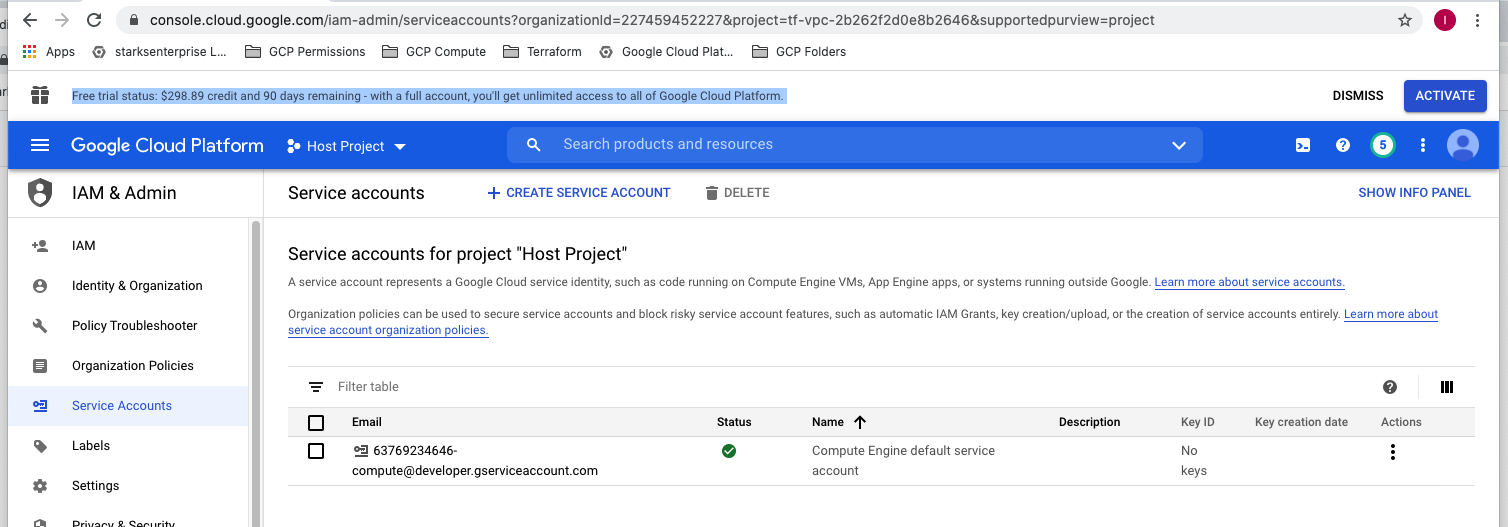 console.cloud.google.com/iam-admin/serviceaccounts?organizationId=227459452227&project=tf-vpc-2b262f2d0e8b2646&supportedpurview=project
I
Apps starksenterprise L... GCP Permissions GCP Compute Terraform Google Cloud Plat... GCP Folders
Free trial status: $298.89 credit and 90 days remaining - with a full account, you'll get unlimited access to all of Google Cloud Platform.
DISMISS
ACTIVATE
Google Cloud Platform
Host Project
Search products and resources
5
IAM & Admin
IAM
Identity & Organization
Policy Troubleshooter
Organization Policies
Service Accounts
Labels
Settings
Privacy & Security
Service accounts
CREATE SERVICE ACCOUNT
DELETE
SHOW INFO PANEL
Service accounts for project "Host Project"
A service account represents a Google Cloud service identity, such as code running on Compute Engine VMs, App Engine apps, or systems running outside Google. Learn more about service accounts.
Organization policies can be used to secure service accounts and block risky service account features, such as automatic IAM Grants, key creation/upload, or the creation of service accounts entirely. Learn more about
service account organization policies.
Filter table
Email Status Name Description Key ID Key creation date Actions
63769234646- Compute Engine default service No
compute@developer.gserviceaccount.com account keys